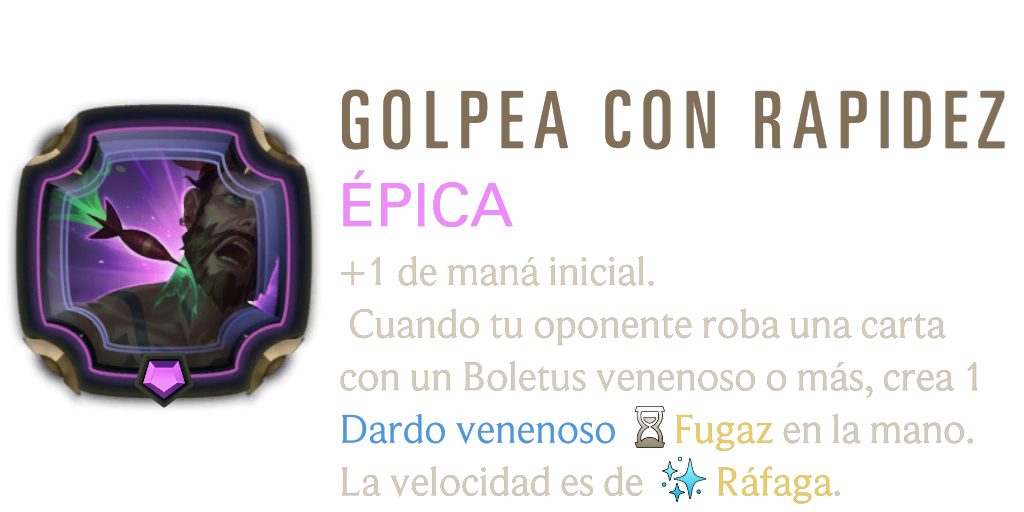 GOLPEA CON RAPIDEZ
ÉPICA
+1 de maná inicial.
Cuando tu oponente roba una carta
con un Boletus venenoso o más, crea 1
Dardo venenoso Fugaz en la mano.
La velocidad es de Ráfaga.